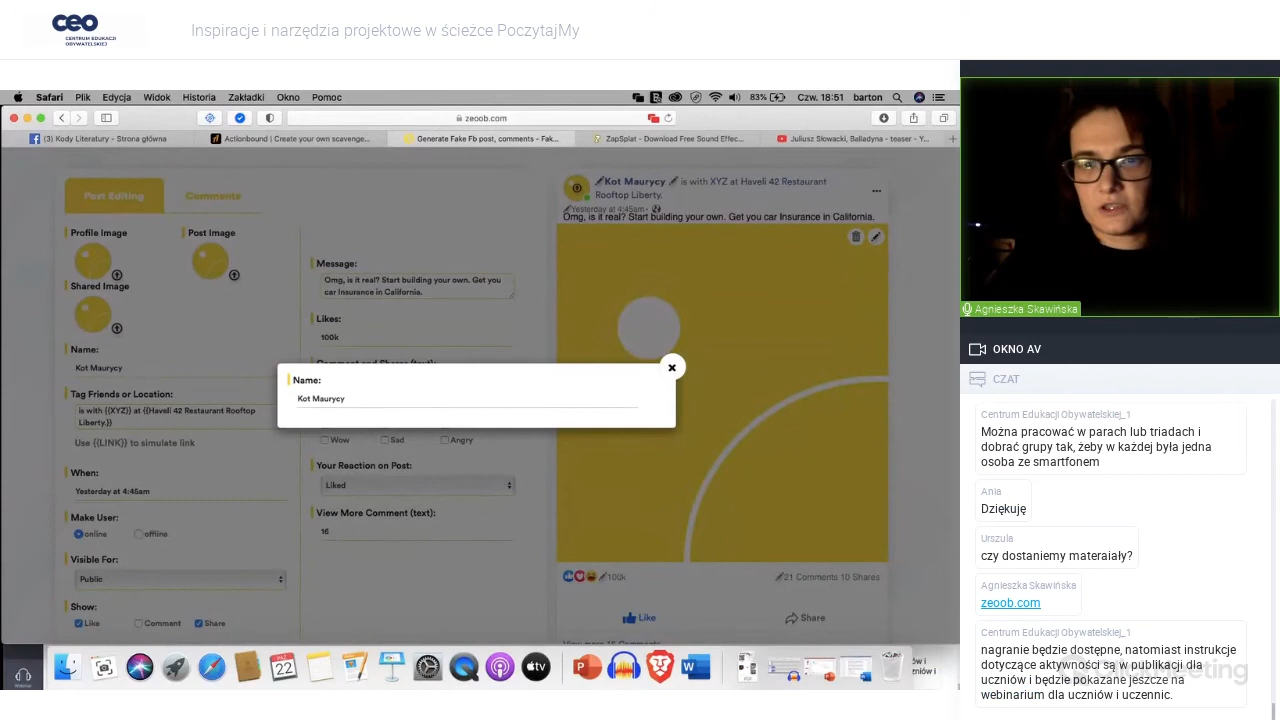 ceo
CENTRUM EDUKACJI
OBYWATELSKIEJ
Inspiracje i narzędzia projektowe w ścieżce PoczytajMy
Safari Plik Edycja Widok Historia Zakładki Okno Pomoc
83% Czw. 18:51 barton
zeoob.com
(3) Kody Literatury - Strona główna
Actionbound | Create your own scavenge...
Generate Fake Fb post, comments - Fak...
ZapSplat - Download Free Sound Effec...
Juliusz Słowacki, Balladyna - teaser - Y...
Post Editing Comments
Profile Image Post Image
Shared Image
Name:
Kot Maurycy
Tag Friends or Location:
is with {{XYZ}} at {{Haveli 42 Restaurant Rooftop
Liberty.}}
Use {{LINK}} to simulate link
When:
Yesterday at 4:45am
Make User:
online offline
Visible For:
Public
Show:
Like Comment Share
Message:
Omg, is it real? Start building your own. Get you
car Insurance in California.
Likes:
100k
Comment and Shares (text):
Name:
Kot Maurycy
Wow Sad Angry
Your Reaction on Post:
Liked
View More Comment (text):
16
Kot Maurycy is with XYZ at Haveli 42 Restaurant
Rooftop Liberty.
Yesterday at 4:45am
Omg, is it real? Start building your own. Get you car Insurance in California.
100k 21 Comments 10 Shares
Like Share
View more 16 Comments
PAŹ
22
tv
Agnieszka Skawińska
OKNO AV
CZAT
Centrum Edukacji Obywatelskiej_1
Można pracować w parach lub triadach i
dobrać grupy tak, żeby w każdej była jedna
osoba ze smartfonem
Ania
Dziękuję
Urszula
czy dostaniemy materaiały?
Agnieszka Skawińska
zeoob.com
Centrum Edukacji Obywatelskiej_1
nagranie będzie dostępne, natomiast instrukcje
dotyczące aktywności są w publikacji dla
uczniów i będzie pokazane jeszcze na
webinarium dla uczniów i uczennic.
ClickMeeting